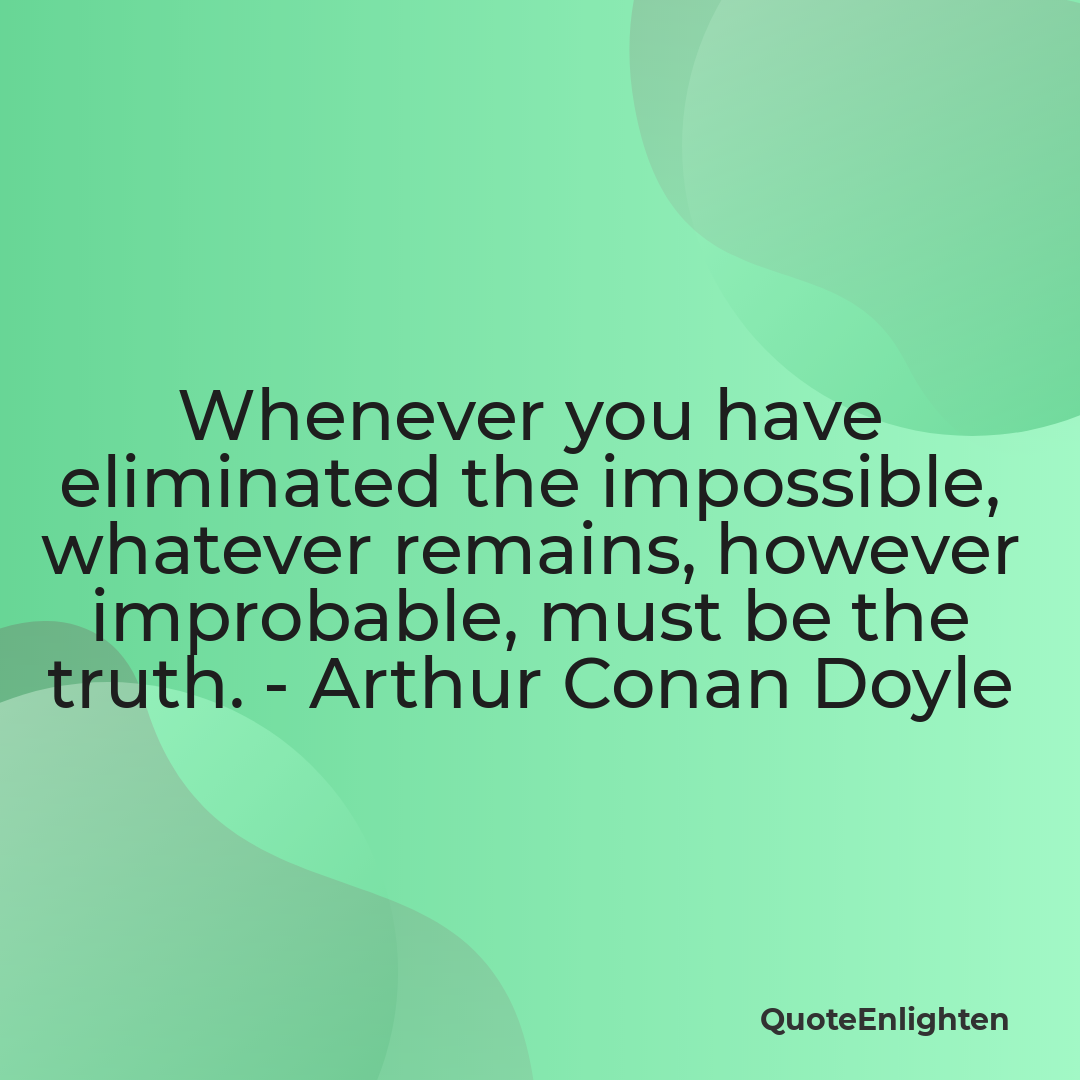 Whenever you have
eliminated the impossible,
whatever remains, however
improbable, must be the
truth. - Arthur Conan Doyle
QuoteEnlighten